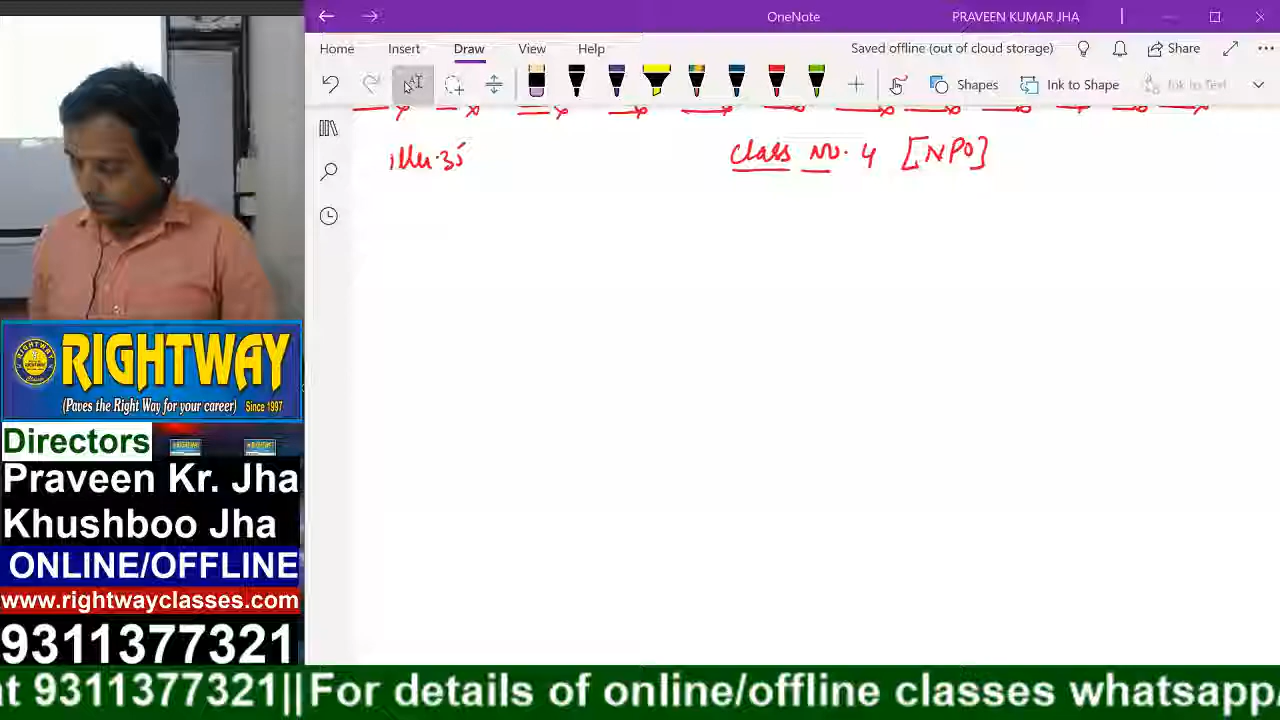 OneNote
PRAVEEN KUMAR JHA
Home Insert Draw View Help
Saved offline (out of cloud storage)
Share
Shapes
Ink to Shape
Ink to Text
illu.35
Class No. 4 [NPO]
RIGHTWAY
(Paves the Right Way for your career) Since 1997
Directors
Praveen Kr. Jha
Khushboo Jha
ONLINE/OFFLINE
www.rightwayclasses.com
9311377321
at 9311377321||For details of online/offline classes whatsapp